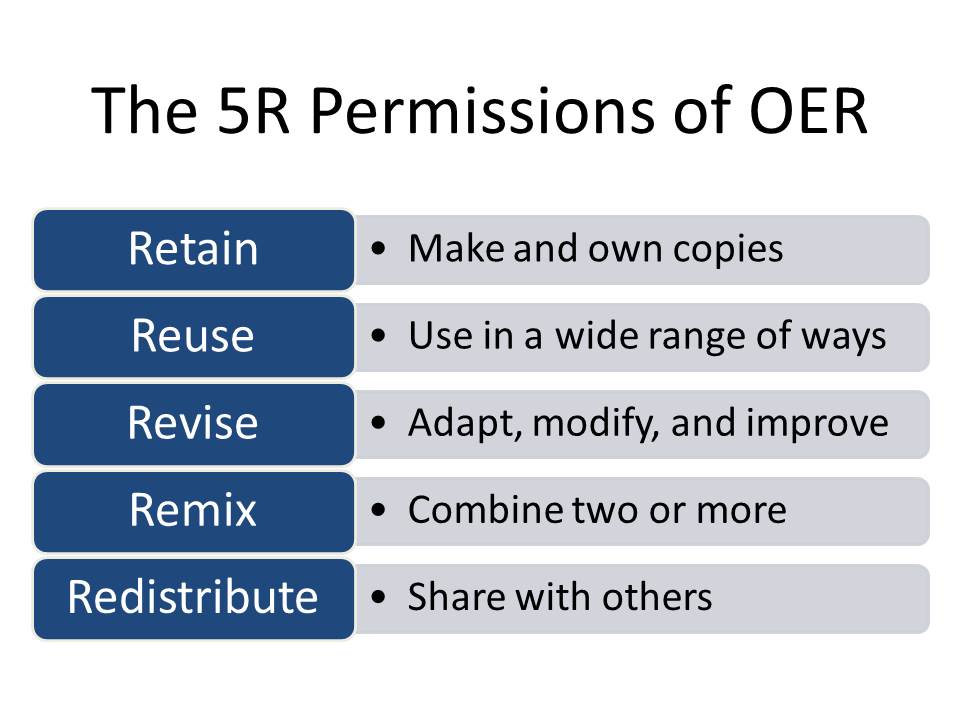 The 5R Permissions of OER
Retain
• Make and own copies
Reuse
• Use in a wide range of ways
Revise
• Adapt, modify, and improve
Remix
• Combine two or more
Redistribute
• Share with others